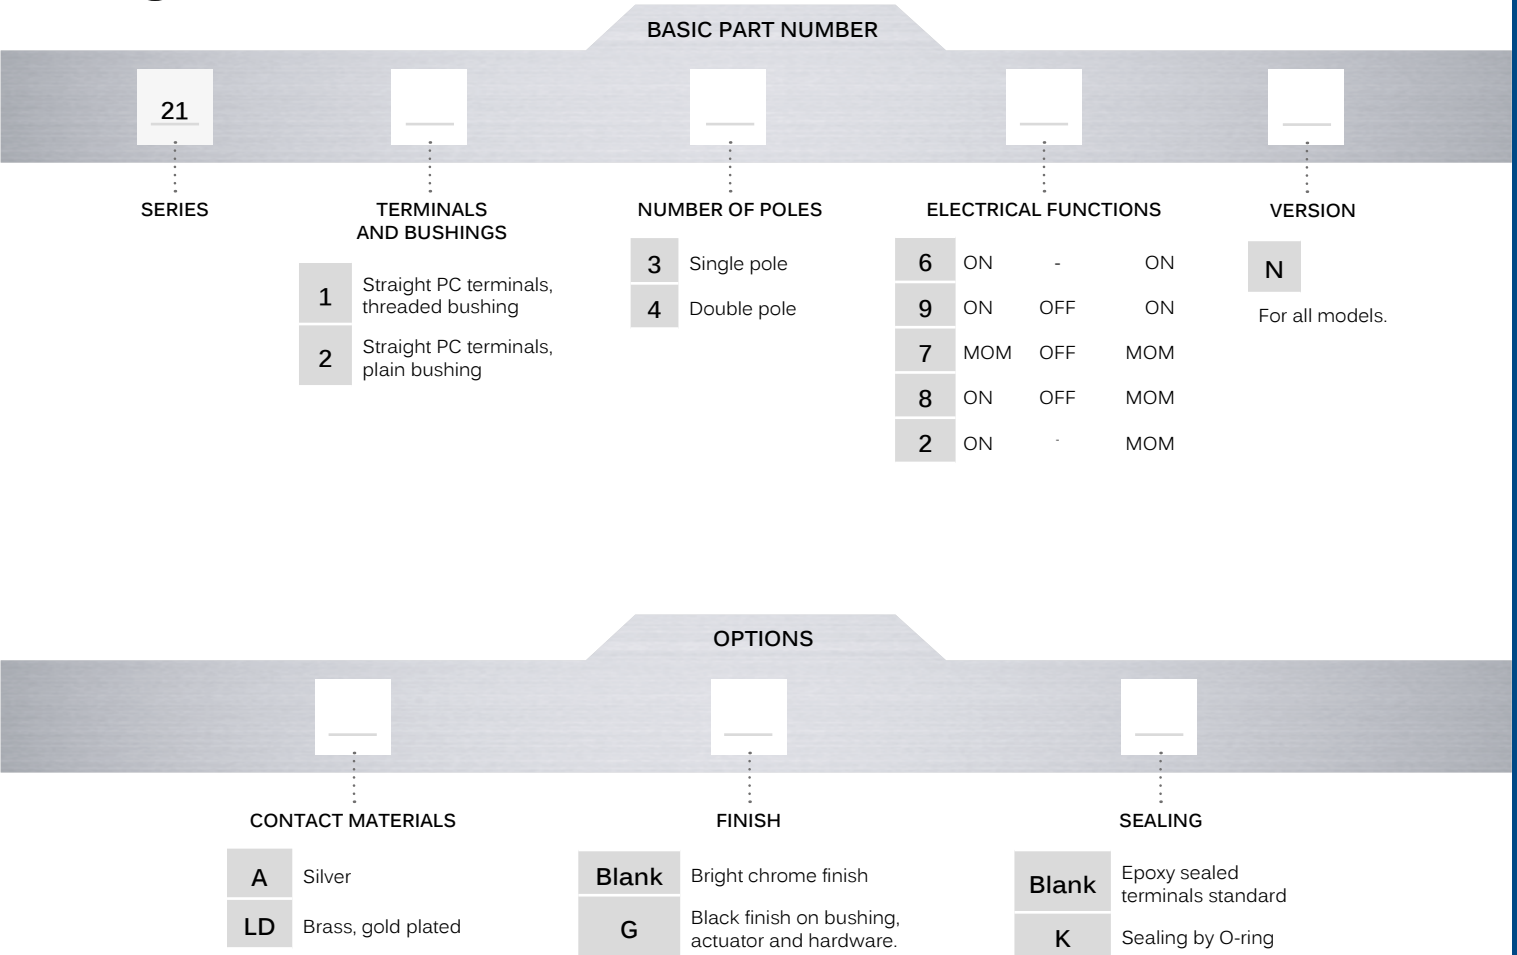 BASIC PART NUMBER
21
SERIES
TERMINALS
AND BUSHINGS
1 Straight PC terminals,
threaded bushing
2 Straight PC terminals,
plain bushing
NUMBER OF POLES
3 Single pole
4 Double pole
ELECTRICAL FUNCTIONS
6 ON - ON
9 ON OFF ON
7 MOM OFF MOM
8 ON OFF MOM
2 ON - MOM
VERSION
N
For all models.
OPTIONS
CONTACT MATERIALS
A Silver
LD Brass, gold plated
FINISH
Blank Bright chrome finish
G Black finish on bushing,
actuator and hardware.
SEALING
Blank Epoxy sealed
terminals standard
K Sealing by O-ring